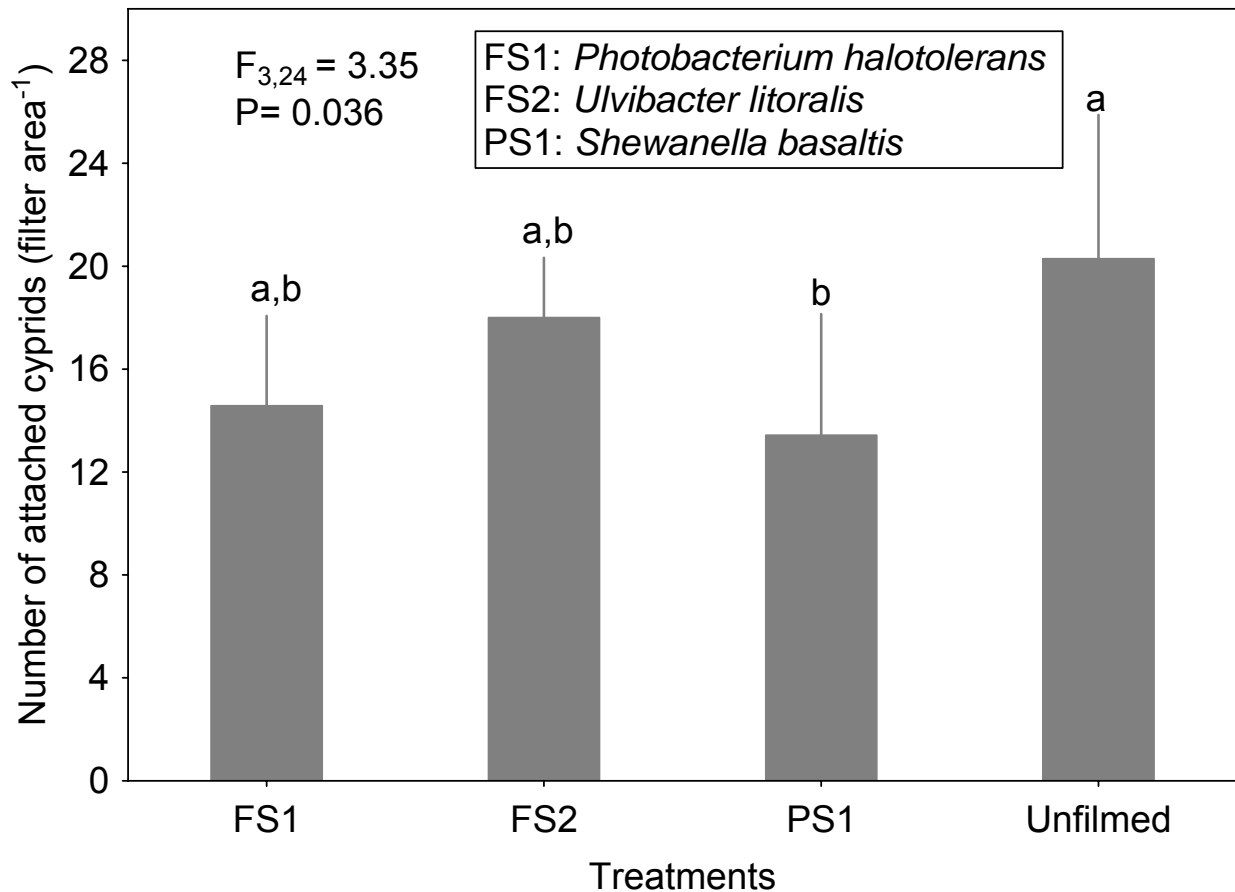 Number of attached cyprids (filter area⁻¹)
28
24
20
16
12
8
4
0
F₃,₂₄ = 3.35
P= 0.036
FS1: Photobacterium halotolerans
FS2: Ulvibacter litoralis
PS1: Shewanella basaltis
a,b
a,b
b
a
FS1 FS2 PS1 Unfilmed
Treatments